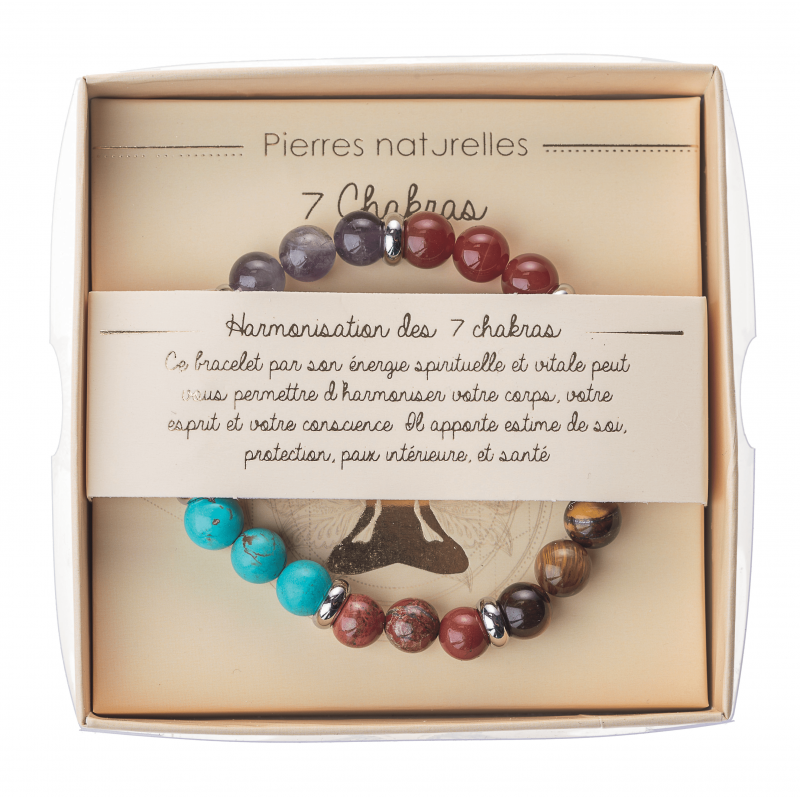 Pierres naturelles
7 Chakras
Harmonisation des 7 chakras
Ce bracelet par son énergie spirituelle et vitale peut
vous permettre d'harmoniser votre corps, votre
esprit et votre conscience. Il apporte estime de soi,
protection, paix intérieure, et santé